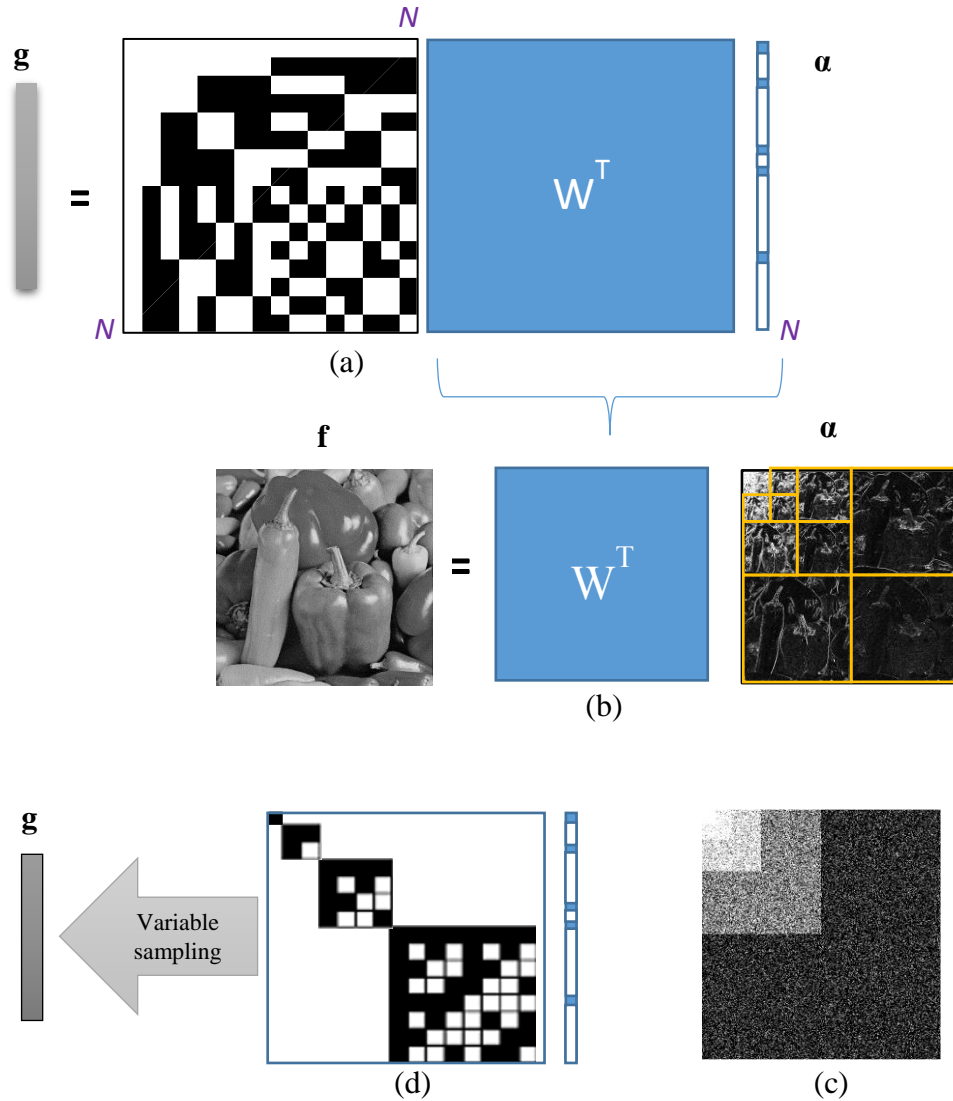 N
g
α
=
W^T
N
N
(a)
f
α
=
W^T
(b)
g
Variable
sampling
(d)
(c)